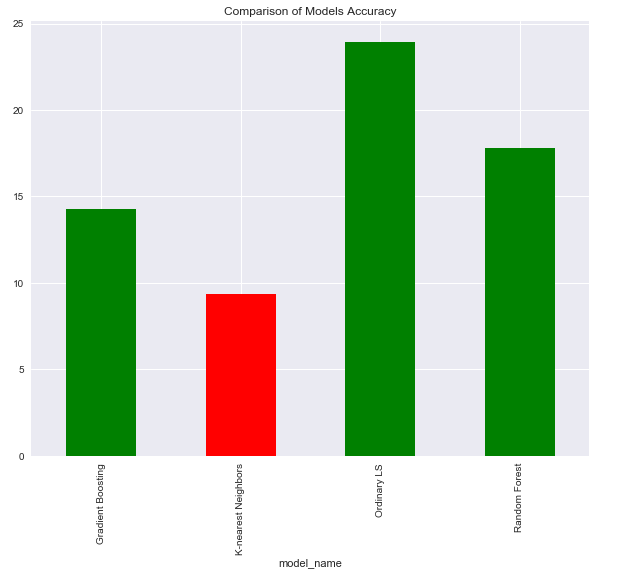 Comparison of Models Accuracy
25
20
15
10
5
0
Gradient Boosting
K-nearest Neighbors
Ordinary LS
Random Forest
model_name